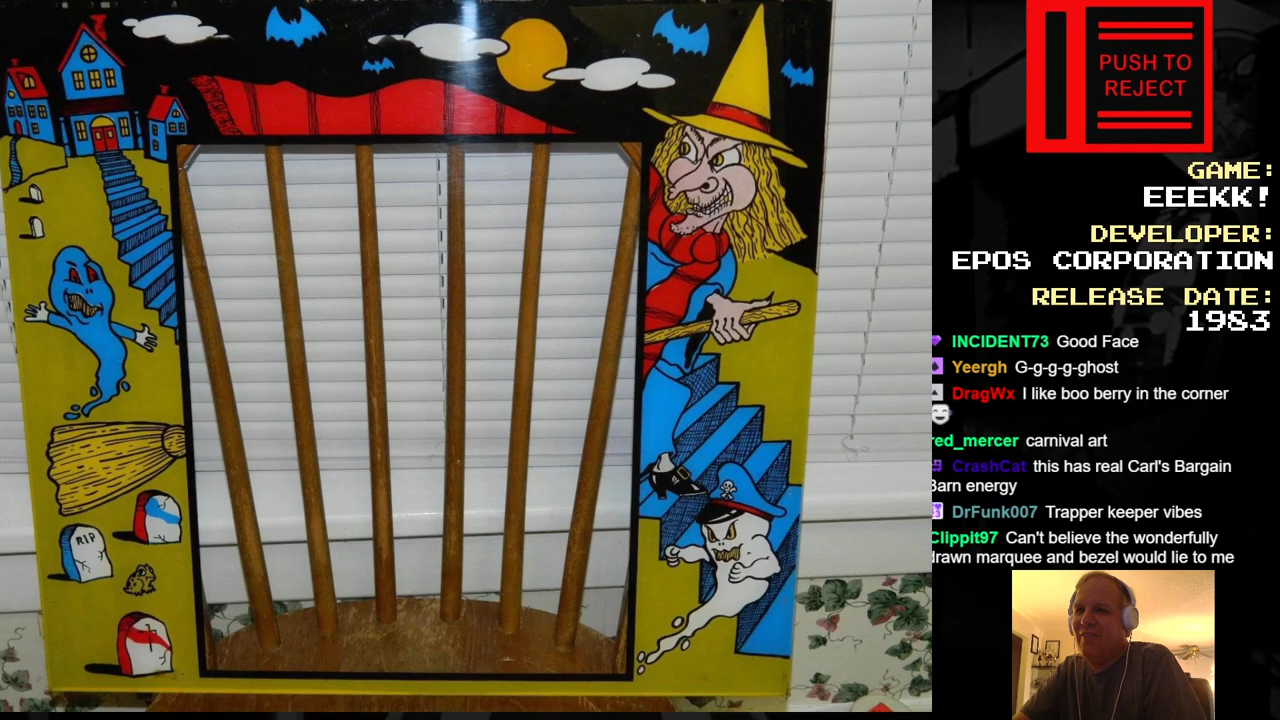 PUSH TO
REJECT
GAME:
EEEKK!
DEVELOPER:
EPOS CORPORATION
RELEASE DATE:
1983
INCIDENT73 Good Face
Yeergh G-g-g-g-ghost
DragWx I like boo berry in the corner
red_mercer carnival art
CrashCat this has real Carl's Bargain
Barn energy
DrFunk007 Trapper keeper vibes
Clippit97 Can't believe the wonderfully
drawn marquee and bezel would lie to me
RIP